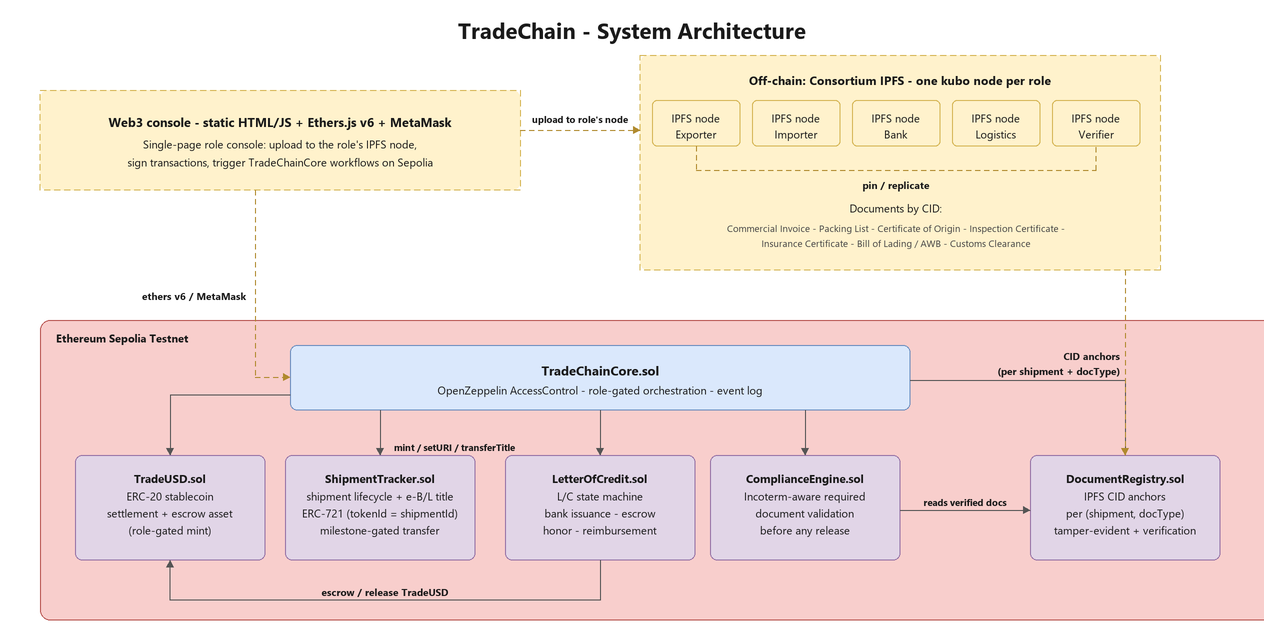 TradeChain - System Architecture
Web3 console - static HTML/JS + Ethers.js v6 + MetaMask
Single-page role console: upload to the role's IPFS node,
sign transactions, trigger TradeChainCore workflows on Sepolia
upload to role's node
Off-chain: Consortium IPFS - one kubo node per role
IPFS node
Exporter
IPFS node
Importer
IPFS node
Bank
IPFS node
Logistics
IPFS node
Verifier
pin / replicate
Documents by CID:
Commercial Invoice - Packing List - Certificate of Origin - Inspection Certificate -
Insurance Certificate - Bill of Lading / AWB - Customs Clearance
ethers v6 / MetaMask
Ethereum Sepolia Testnet
TradeChainCore.sol
OpenZeppelin AccessControl - role-gated orchestration - event log
CID anchors
(per shipment + docType)
mint / setURI / transferTitle
TradeUSD.sol
ERC-20 stablecoin
settlement + escrow asset
(role-gated mint)
ShipmentTracker.sol
shipment lifecycle + e-B/L title
ERC-721 (tokenId = shipmentId)
milestone-gated transfer
LetterOfCredit.sol
L/C state machine
bank issuance - escrow
honor - reimbursement
ComplianceEngine.sol
Incoterm-aware required
document validation
before any release
reads verified docs
DocumentRegistry.sol
IPFS CID anchors
per (shipment, docType)
tamper-evident + verification
escrow / release TradeUSD